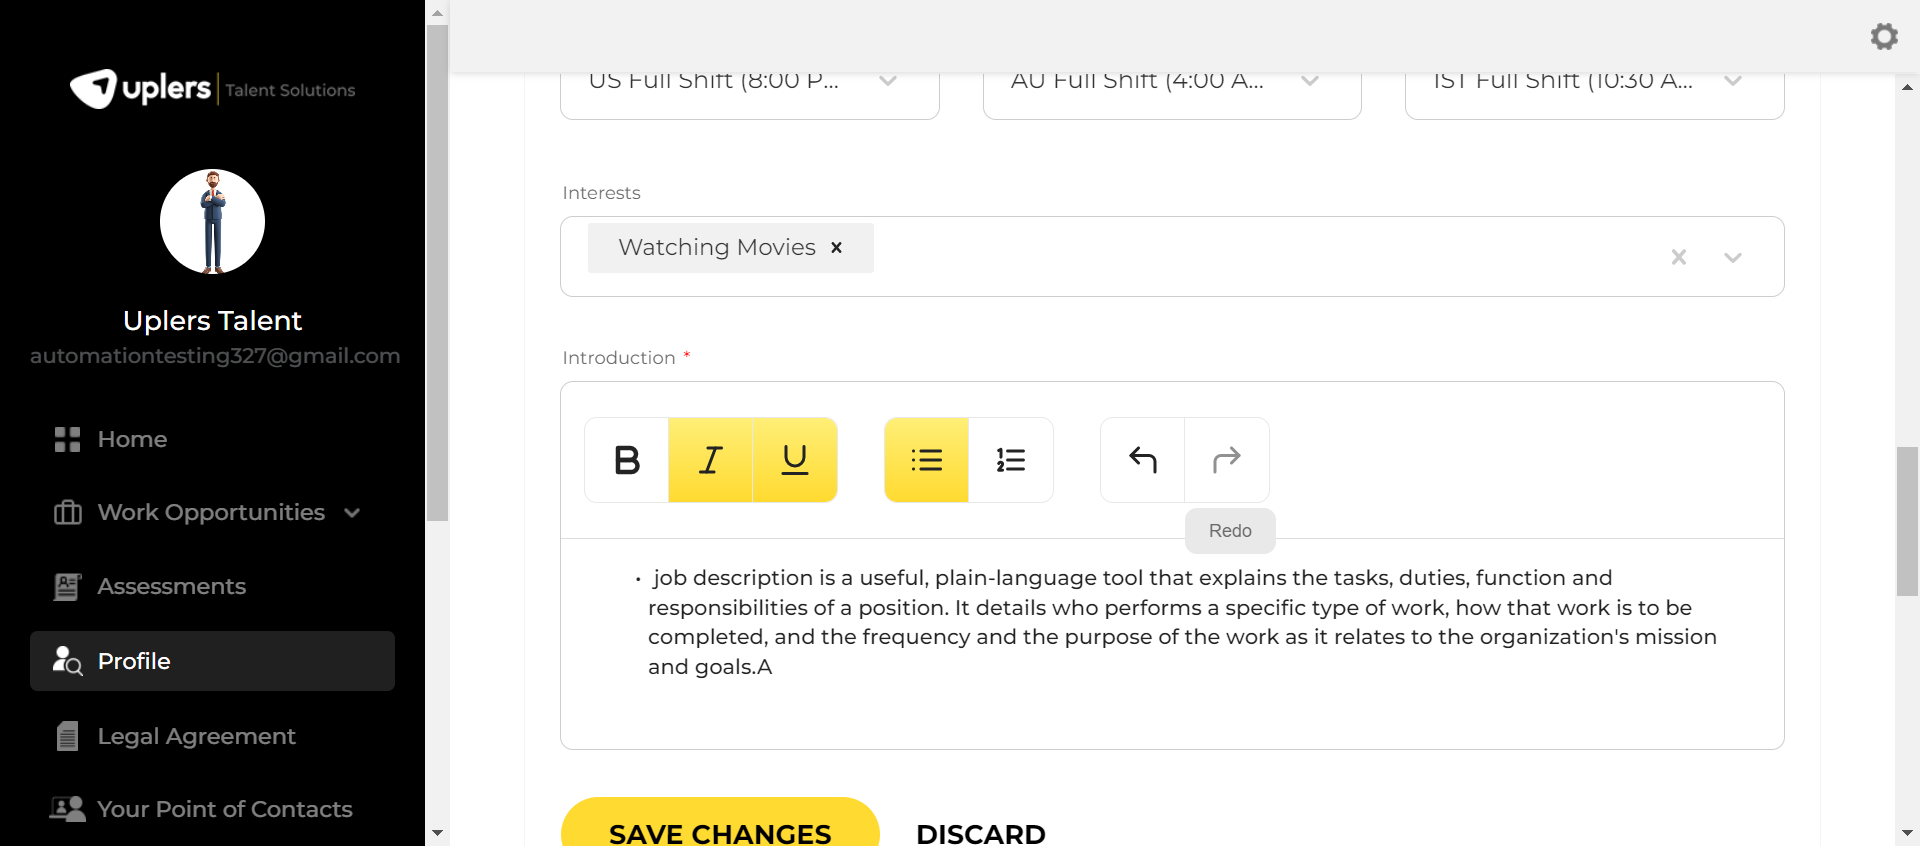 uplers | Talent Solutions
Uplers Talent
automationtesting327@gmail.com
Home
Work Opportunities
Assessments
Profile
Legal Agreement
Your Point of Contacts
US Full Shift (8:00 P...
AU Full Shift (4:00 A...
IST Full Shift (10:30 A...
Interests
Watching Movies x
Introduction *
B I U
Redo
• job description is a useful, plain-language tool that explains the tasks, duties, function and
responsibilities of a position. It details who performs a specific type of work, how that work is to be
completed, and the frequency and the purpose of the work as it relates to the organization's mission
and goals.A
SAVE CHANGES
DISCARD